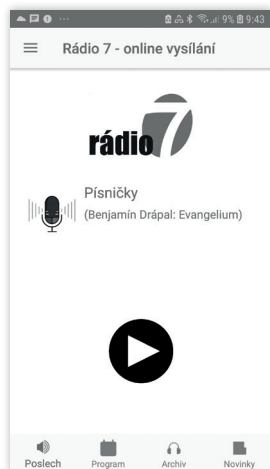 9% 9:43
Rádio 7 - online vysílání
rádio 7
Písničky
(Benjamín Drápal: Evangelium)
Poslech Program Archiv Novinky